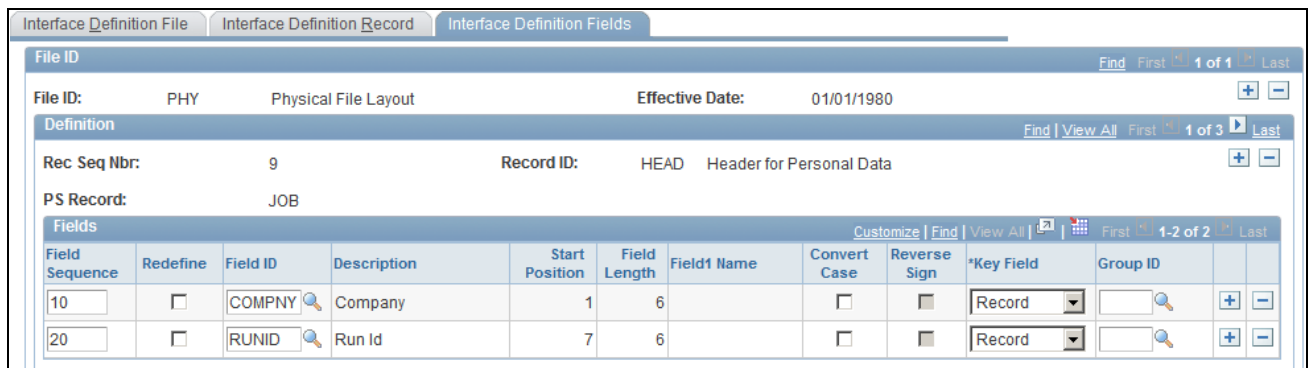 Interface Definition File Interface Definition Record Interface Definition Fields
File ID Find First 1 of 1 Last
File ID: PHY Physical File Layout Effective Date: 01/01/1980
Definition Find | View All First 1 of 3 Last
Rec Seq Nbr: 9 Record ID: HEAD Header for Personal Data
PS Record: JOB
Fields Customize | Find | View All | | First 1-2 of 2 Last
Field Sequence Redefine Field ID Description Start Position Field Length Field1 Name Convert Case Reverse Sign *Key Field Group ID
10 COMPNY Company 1 6 Record
20 RUNID Run Id 7 6 Record